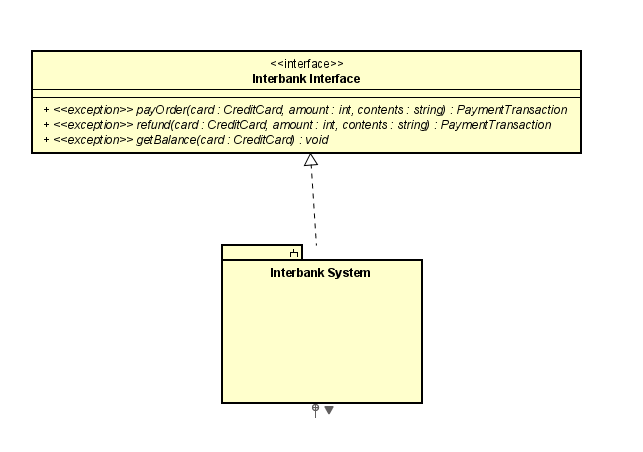 <<interface>>
Interbank Interface
+ <<exception>> payOrder(card : CreditCard, amount : int, contents : string) : PaymentTransaction
+ <<exception>> refund(card : CreditCard, amount : int, contents : string) : PaymentTransaction
+ <<exception>> getBalance(card : CreditCard) : void
Interbank System